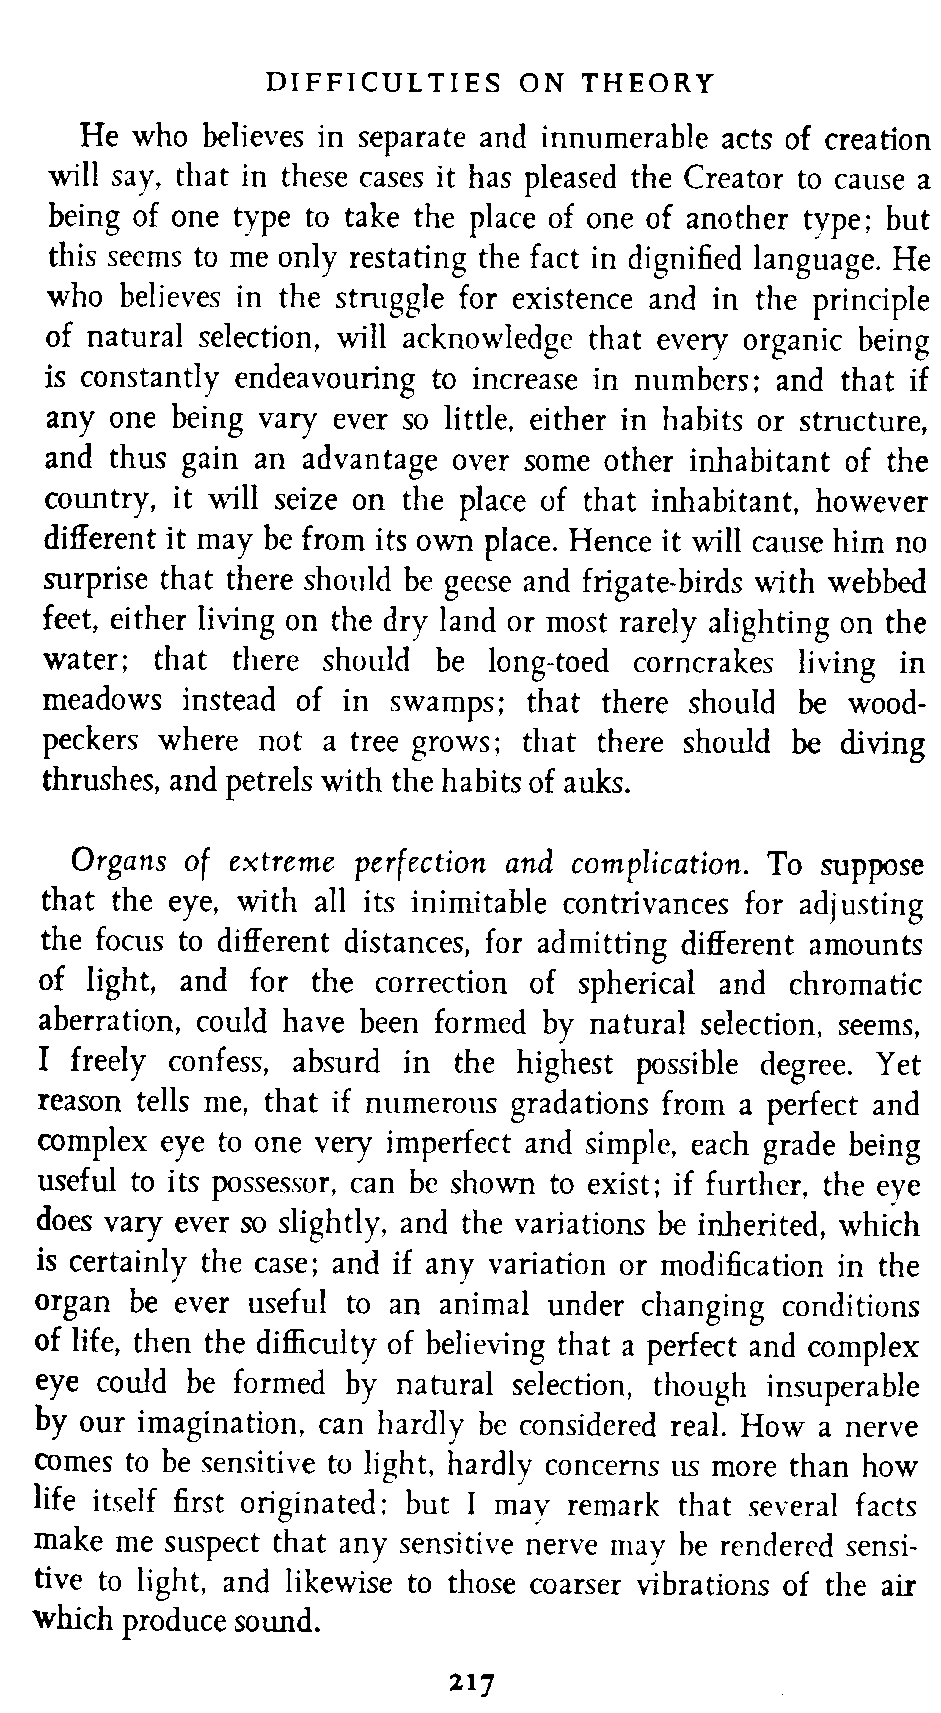 DIFFICULTIES ON THEORY
He who believes in separate and innumerable acts of creation
will say, that in these cases it has pleased the Creator to cause a
being of one type to take the place of one of another type; but
this seems to me only restating the fact in dignified language. He
who believes in the struggle for existence and in the principle
of natural selection, will acknowledge that every organic being
is constantly endeavouring to increase in numbers; and that if
any one being vary ever so little, either in habits or structure,
and thus gain an advantage over some other inhabitant of the
country, it will seize on the place of that inhabitant, however
different it may be from its own place. Hence it will cause him no
surprise that there should be geese and frigate-birds with webbed
feet, either living on the dry land or most rarely alighting on the
water; that there should be long-toed corncrakes living in
meadows instead of in swamps; that there should be wood-
peckers where not a tree grows; that there should be diving
thrushes, and petrels with the habits of auks.
Organs of extreme perfection and complication. To suppose
that the eye, with all its inimitable contrivances for adjusting
the focus to different distances, for admitting different amounts
of light, and for the correction of spherical and chromatic
aberration, could have been formed by natural selection, seems,
I freely confess, absurd in the highest possible degree. Yet
reason tells me, that if numerous gradations from a perfect and
complex eye to one very imperfect and simple, each grade being
useful to its possessor, can be shown to exist; if further, the eye
does vary ever so slightly, and the variations be inherited, which
is certainly the case; and if any variation or modification in the
organ be ever useful to an animal under changing conditions
of life, then the difficulty of believing that a perfect and complex
eye could be formed by natural selection, though insuperable
by our imagination, can hardly be considered real. How a nerve
comes to be sensitive to light, hardly concerns us more than how
life itself first originated; but I may remark that several facts
make me suspect that any sensitive nerve may be rendered sensi-
tive to light, and likewise to those coarser vibrations of the air
which produce sound.
217